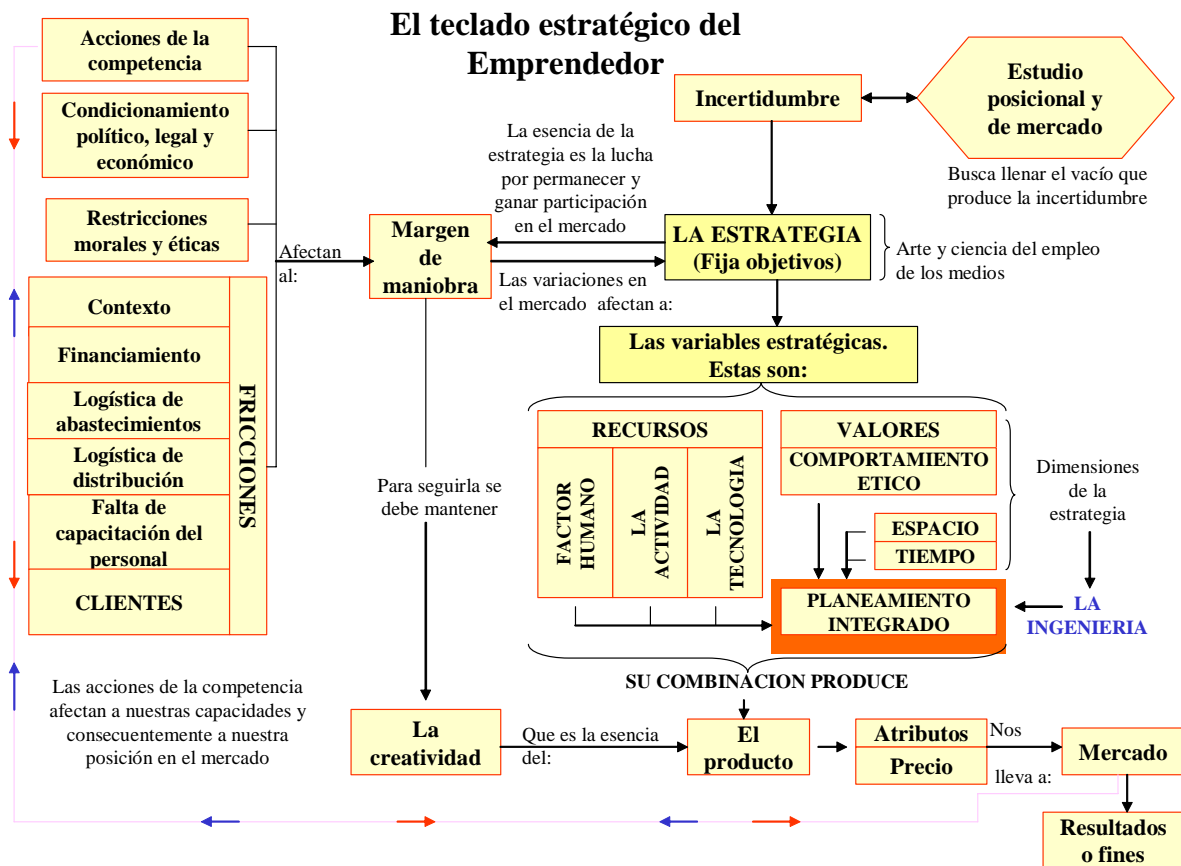 El teclado estratégico del
Emprendedor
Acciones de la
competencia
Condicionamiento
político, legal y
económico
Restricciones
morales y éticas
Contexto
Financiamiento
Logística de
abastecimientos
Logística de
distribución
Falta de
capacitación del
personal
CLIENTES
FRICCIONES
Afectan
al:
Margen
de
maniobra
La esencia de la
estrategia es la lucha
por permanecer y
ganar participación
en el mercado
Las variaciones en
el mercado afectan a:
Incertidumbre
Estudio
posicional y
de mercado
Busca llenar el vacío que
produce la incertidumbre
LA ESTRATEGIA
(Fija objetivos)
Arte y ciencia del empleo
de los medios
Las variables estratégicas.
Estas son:
RECURSOS
FACTOR
HUMANO
LA
ACTIVIDAD
LA
TECNOLOGIA
VALORES
COMPORTAMIENTO
ETICO
ESPACIO
TIEMPO
Dimensiones
de la
estrategia
PLANEAMIENTO
INTEGRADO
LA
INGENIERIA
Para seguirla se
debe mantener
SU COMBINACION PRODUCE
Las acciones de la competencia
afectan a nuestras capacidades y
consecuentemente a nuestra
posición en el mercado
La
creatividad
Que es la esencia
del:
El
producto
Atributos
Precio
Nos
lleva a:
Mercado
Resultados
o fines